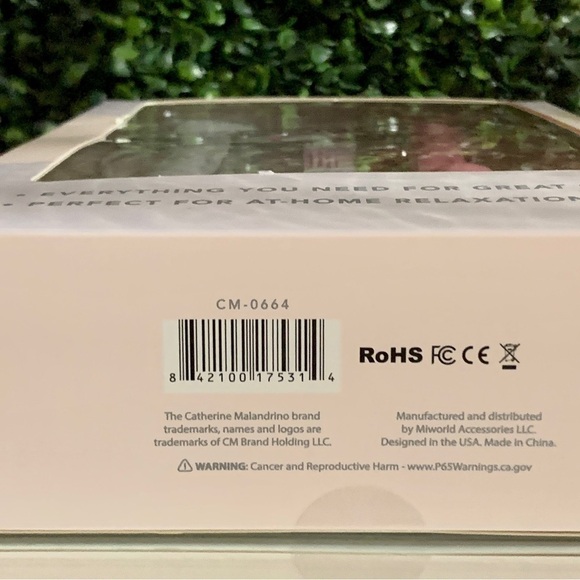 • EVERYTHING YOU NEED FOR GREAT
• PERFECT FOR AT-HOME RELAXATION
CM-0664
8 42100 17531 4
RoHS FC CE
The Catherine Malandrino brand
trademarks, names and logos are
trademarks of CM Brand Holding LLC.
Manufactured and distributed
by Miworld Accessories LLC.
Designed in the USA. Made in China.
WARNING: Cancer and Reproductive Harm - www.P65Warnings.ca.gov